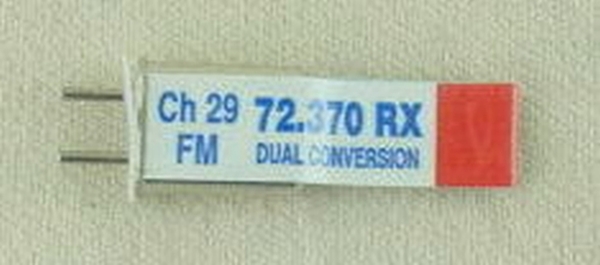 Ch 29 72.370 RX
FM DUAL CONVERSION